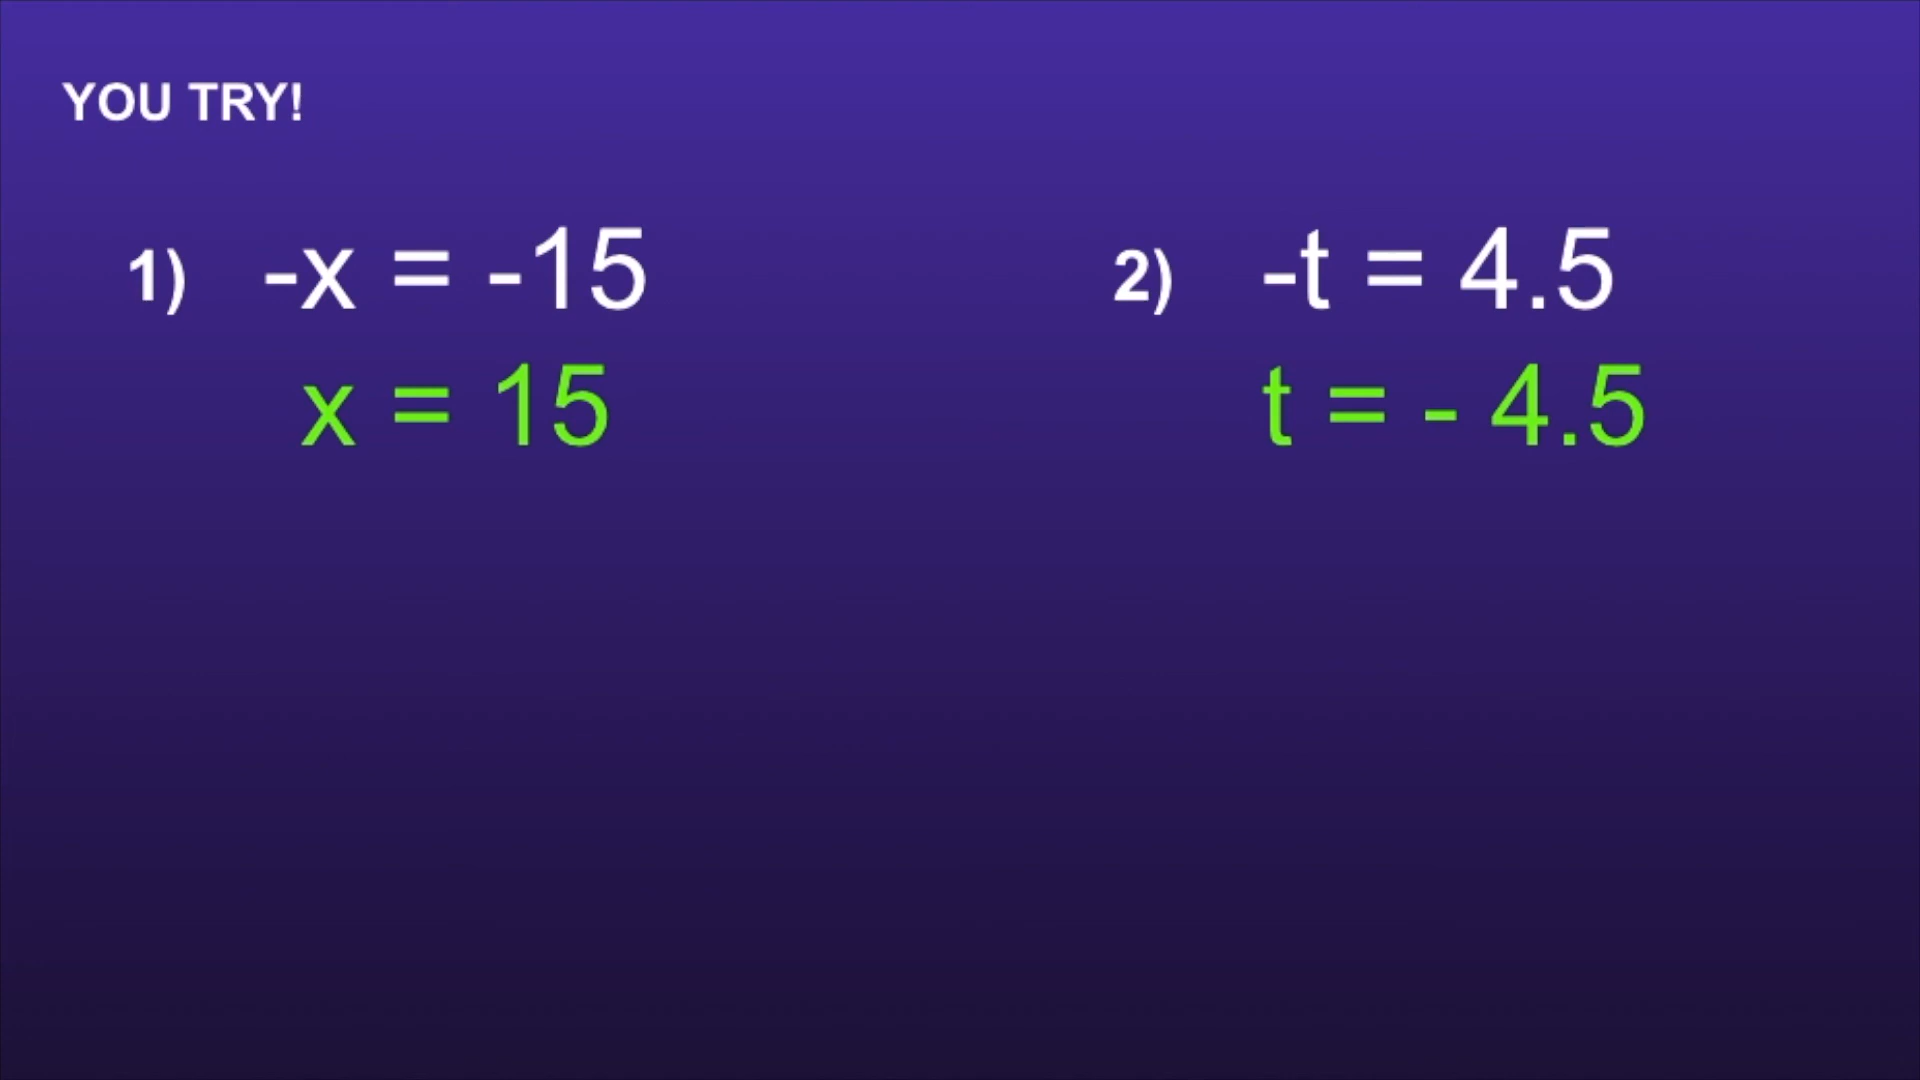 YOU TRY!
1) -x = -15
x = 15
2) -t = 4.5
t = - 4.5